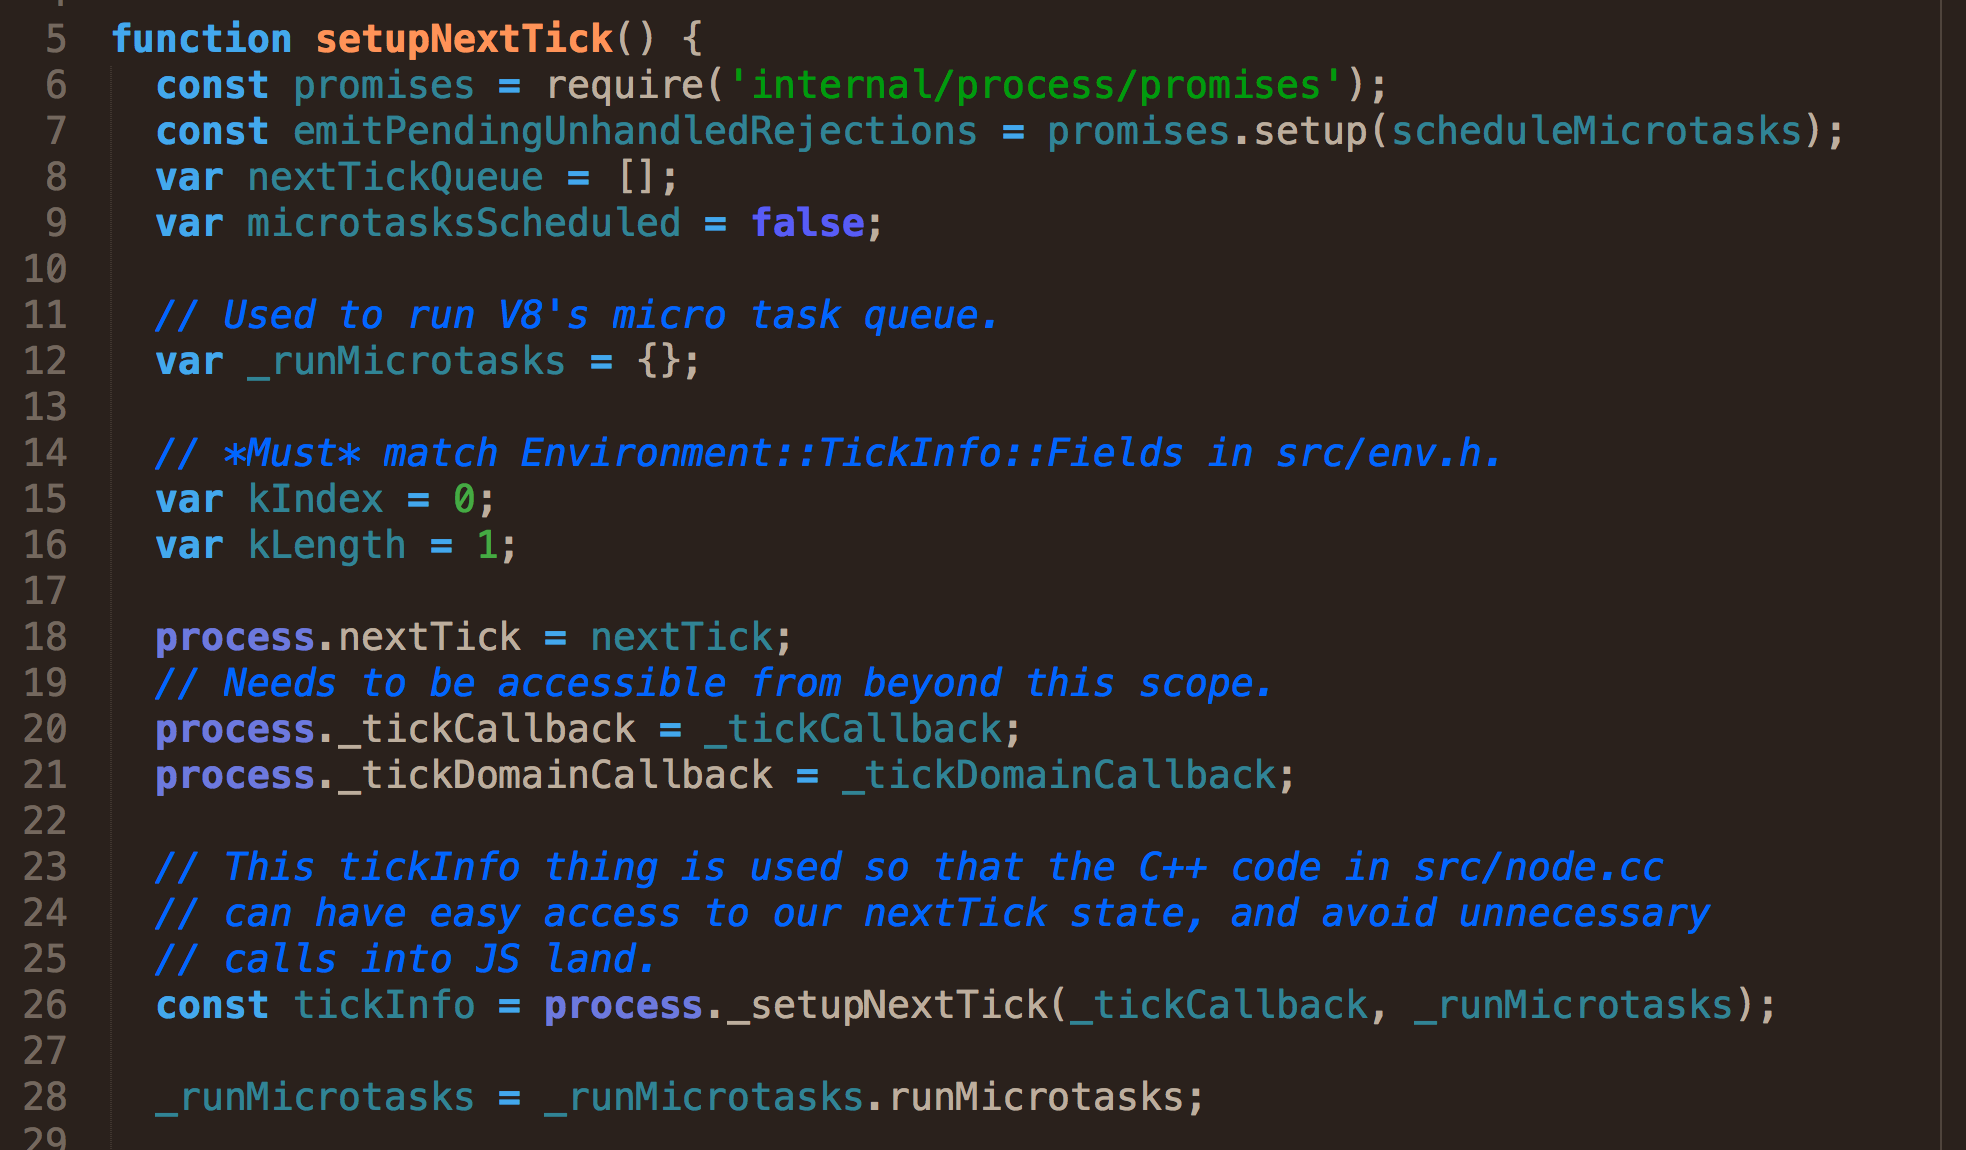 5 function setupNextTick() {
6 const promises = require('internal/process/promises');
7 const emitPendingUnhandledRejections = promises.setup(scheduleMicrotasks);
8 var nextTickQueue = [];
9 var microtasksScheduled = false;
10
11 // Used to run V8's micro task queue.
12 var _runMicrotasks = {};
13
14 // *Must* match Environment::TickInfo::Fields in src/env.h.
15 var kIndex = 0;
16 var kLength = 1;
17
18 process.nextTick = nextTick;
19 // Needs to be accessible from beyond this scope.
20 process._tickCallback = _tickCallback;
21 process._tickDomainCallback = _tickDomainCallback;
22
23 // This tickInfo thing is used so that the C++ code in src/node.cc
24 // can have easy access to our nextTick state, and avoid unnecessary
25 // calls into JS land.
26 const tickInfo = process._setupNextTick(_tickCallback, _runMicrotasks);
27
28 _runMicrotasks = _runMicrotasks.runMicrotasks;
29